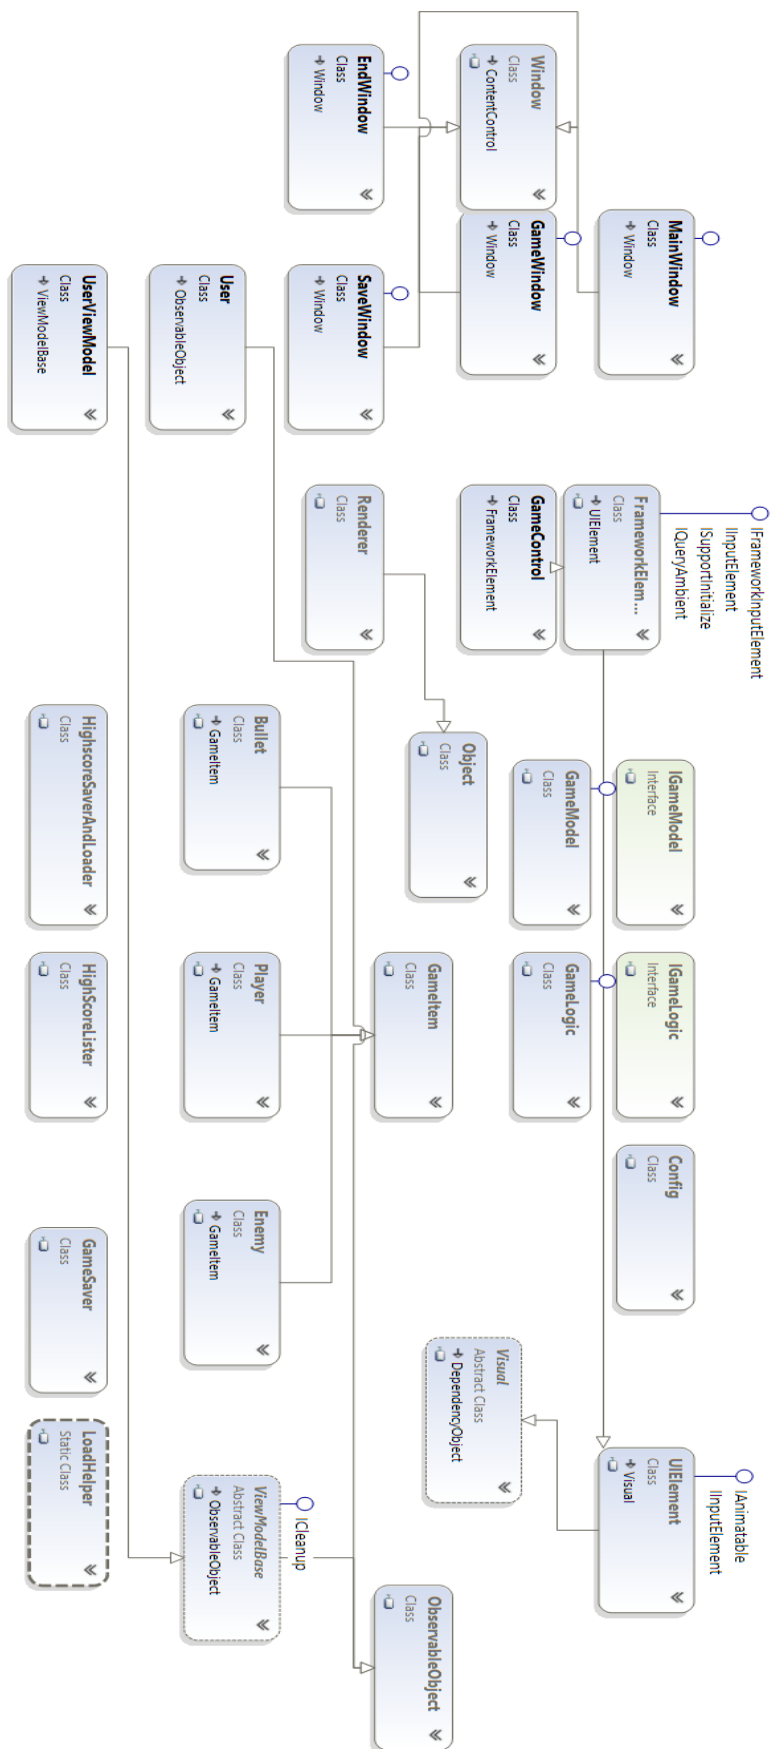 IFrameworkInputElement
IInputElement
ISupportInitialize
IQueryAmbient
IAnimatable
IInputElement
MainWindow
Class
Window
FrameworkElem...
Class
UIElement
IGameModel
Interface
IGameLogic
Interface
Config
Class
UIElement
Class
Visual
Window
Class
ContentControl
GameWindow
Class
Window
GameControl
Class
FrameworkElement
GameModel
Class
GameLogic
Class
Visual
Abstract Class
DependencyObject
Object
Class
EndWindow
Class
Window
SaveWindow
Class
Window
Renderer
Class
GameItem
Class
ObservableObject
Class
User
Class
ObservableObject
Bullet
Class
GameItem
Player
Class
GameItem
Enemy
Class
GameItem
ICleanup
ViewModelBase
Abstract Class
ObservableObject
UserViewModel
Class
ViewModelBase
HighscoreSaverAndLoader
Class
HighScoreLister
Class
GameSaver
Class
LoadHelper
Static Class